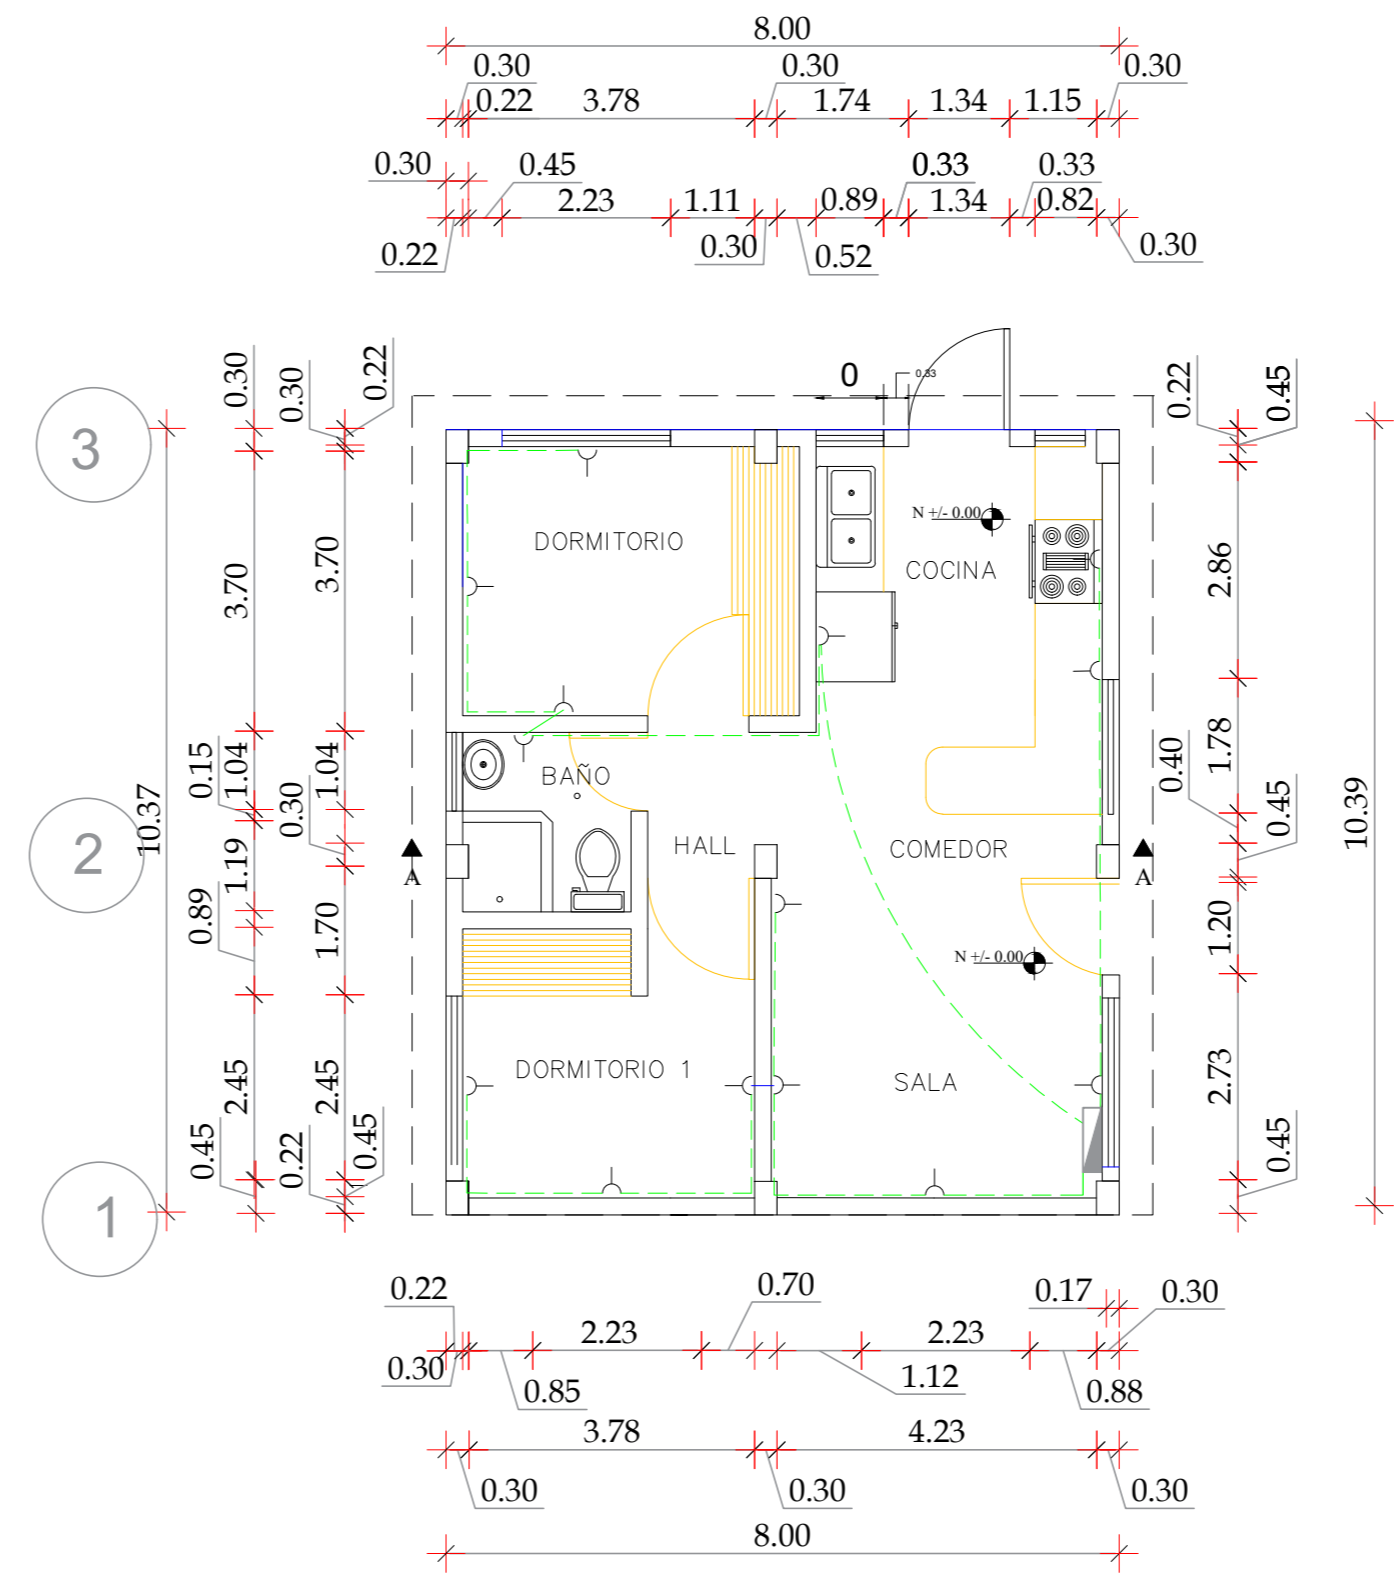 8.00
0.30 0.30 0.30
0.22 3.78 1.74 1.34 1.15
0.30 0.45 0.33 0.33
2.23 1.11 0.89 1.34 0.82
0.22 0.30 0.52 0.30
0.30 0.30 0.22
0 0.33
0.22 0.45
3
DORMITORIO
N +/- 0.00
COCINA
3.70 3.70
2.86
BAÑO
0.15 1.04 0.30 1.04
1.78
0.40 0.45
10.37
10.39
2
HALL
COMEDOR
A
A
1.19
0.89
1.70
1.20
N +/- 0.00
DORMITORIO 1
SALA
2.45 2.45
2.73
0.45 0.22 0.45
0.45
1
0.22 0.70 0.17 0.30
2.23 2.23
0.30 0.85 1.12 0.88
3.78 4.23
0.30 0.30 0.30
8.00